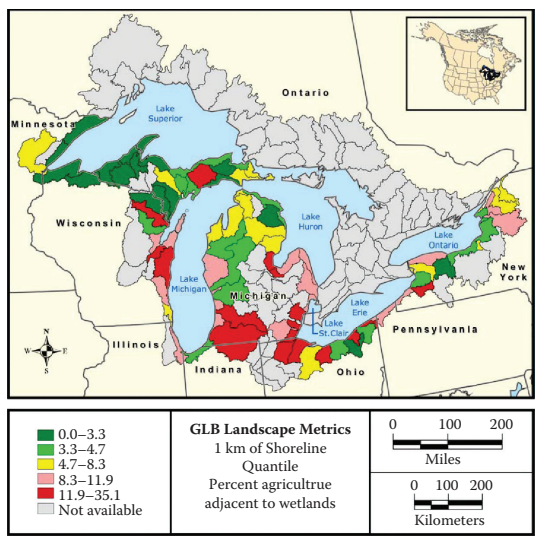 Ontario
Minnesota
Lake
Superior
Wisconsin
Lake
Huron
Lake
Ontario
New
York
Lake
Michigan
Michigan
Lake
Erie
Lake
St.Clair
Pennsylvania
Illinois
Indiana
Ohio
N
W
E
S
0.0–3.3
3.3–4.7
4.7–8.3
8.3–11.9
11.9–35.1
Not available
GLB Landscape Metrics
1 km of Shoreline
Quantile
Percent agricultrue
adjacent to wetlands
0 100 200
Miles
0 100 200
Kilometers